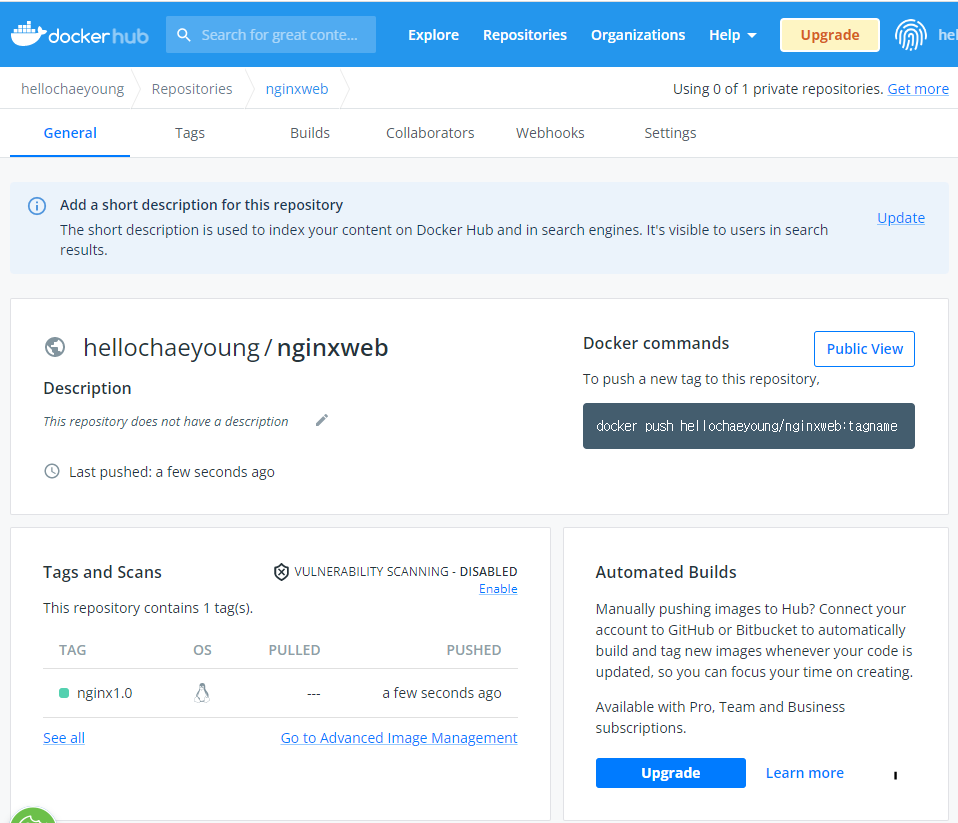 dockerhub
Search for great conte...
Explore
Repositories
Organizations
Help
Upgrade
hel
hellochaeyoung
Repositories
nginxweb
Using 0 of 1 private repositories. Get more
General
Tags
Builds
Collaborators
Webhooks
Settings
Add a short description for this repository
The short description is used to index your content on Docker Hub and in search engines. It's visible to users in search
results.
Update
hellochaeyoung / nginxweb
Description
This repository does not have a description
Last pushed: a few seconds ago
Docker commands
Public View
To push a new tag to this repository,
docker push hellochaeyoung/nginxweb:tagname
Tags and Scans
VULNERABILITY SCANNING - DISABLED
Enable
This repository contains 1 tag(s).
TAG OS PULLED PUSHED
nginx1.0 --- a few seconds ago
See all
Go to Advanced Image Management
Automated Builds
Manually pushing images to Hub? Connect your
account to GitHub or Bitbucket to automatically
build and tag new images whenever your code is
updated, so you can focus your time on creating.
Available with Pro, Team and Business
subscriptions.
Upgrade
Learn more